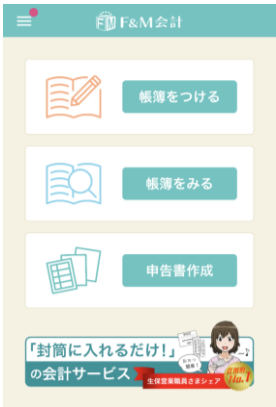 F&M会計
帳簿をつける
帳簿をみる
申告書作成
「封筒に入れるだけ!」
の会計サービス
生保営業職員さまシェア
No.1